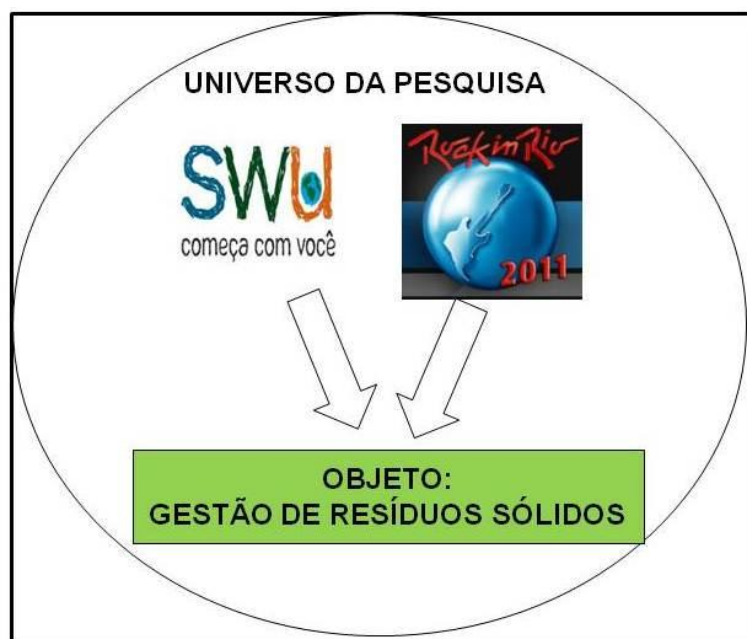 UNIVERSO DA PESQUISA
SWU
começa com você
Rock in Rio
2011
OBJETO:
GESTÃO DE RESÍDUOS SÓLIDOS